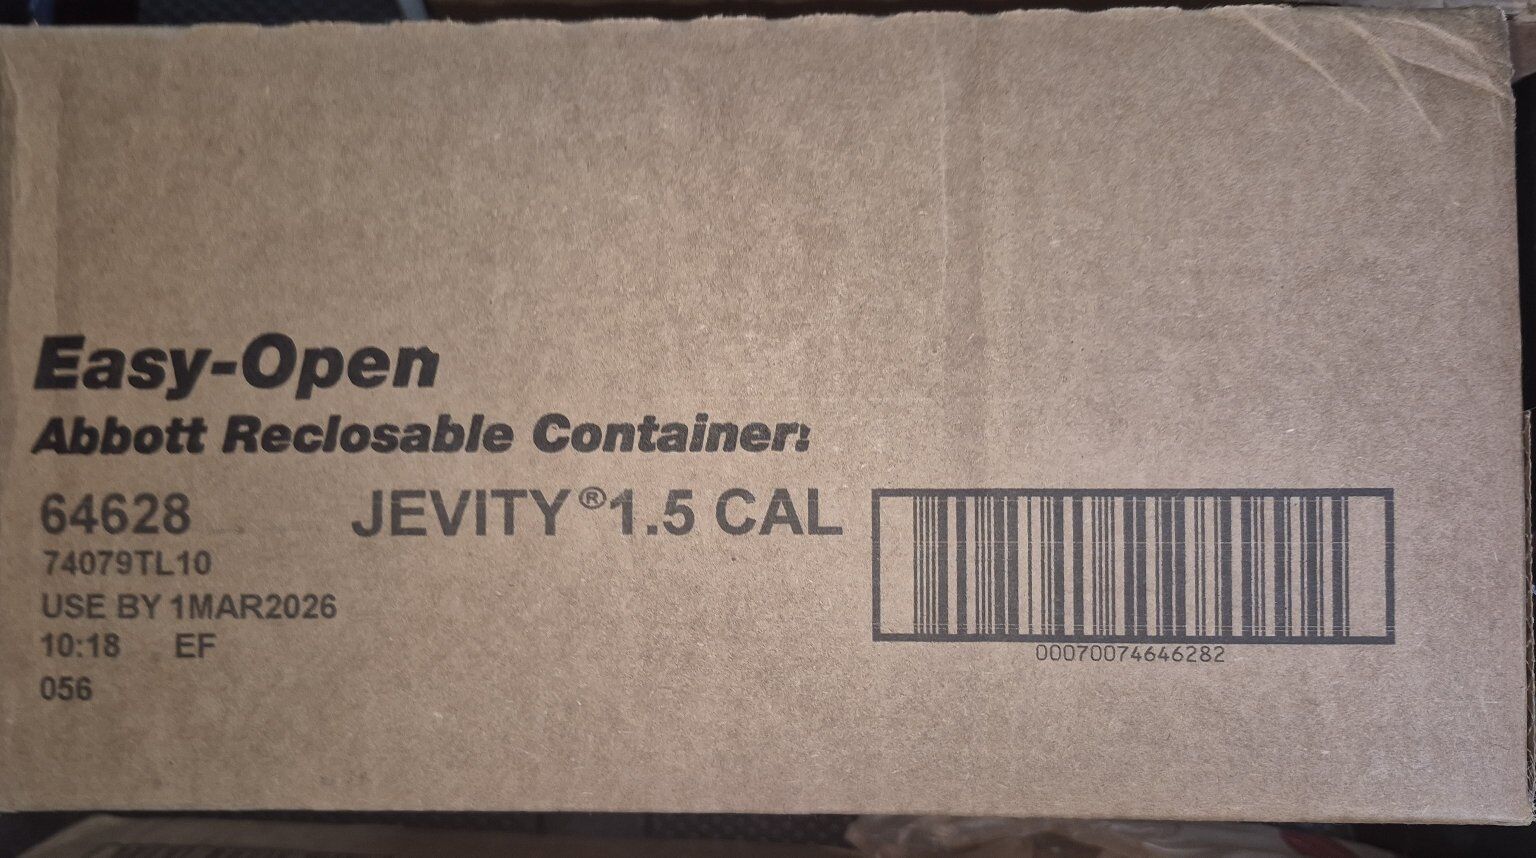 Easy-Open
Abbott Reclosable Container!
64628 JEVITY®1.5 CAL
74079TL10
USE BY 1MAR2026
10:18 EF
056
00070074646282